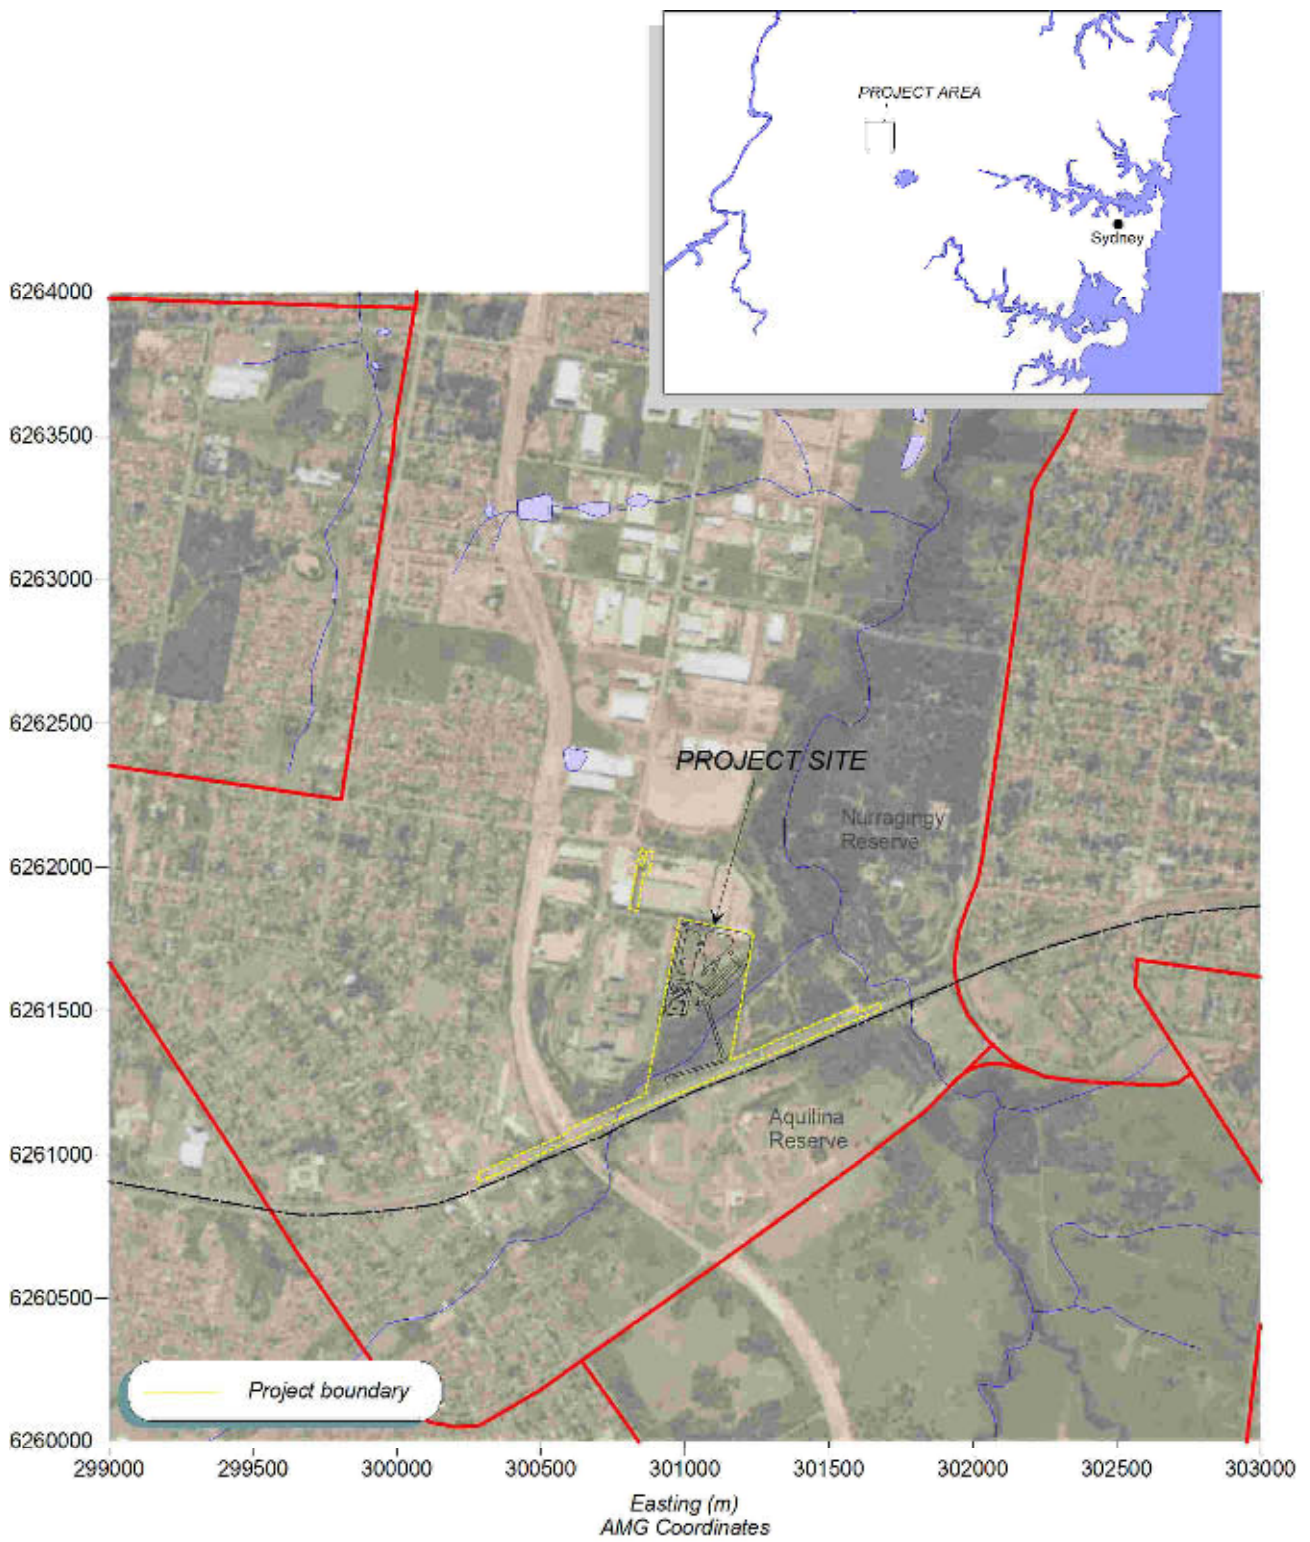 PROJECT AREA
Sydney
6264000
6263500
6263000
6262500
PROJECT SITE
Nurragingy
Reserve
6262000
6261500
Aquilina
Reserve
6261000
6260500
Project boundary
6260000
299000 299500 300000 300500 301000 301500 302000 302500 303000
Easting (m)
AMG Coordinates